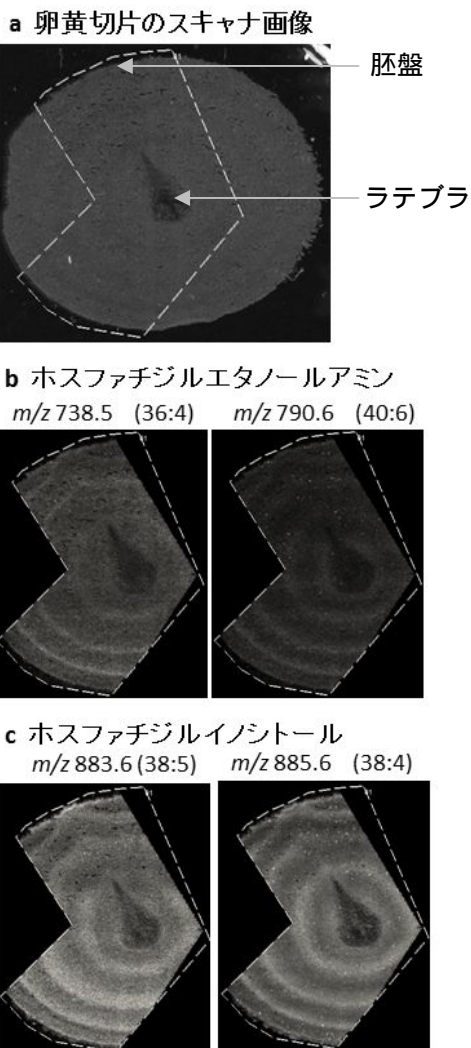 a 卵黄切片のスキャナ画像
胚盤
ラテブラ
b ホスファチジルエタノールアミン
m/z 738.5 (36:4) m/z 790.6 (40:6)
c ホスファチジルイノシトール
m/z 883.6 (38:5) m/z 885.6 (38:4)